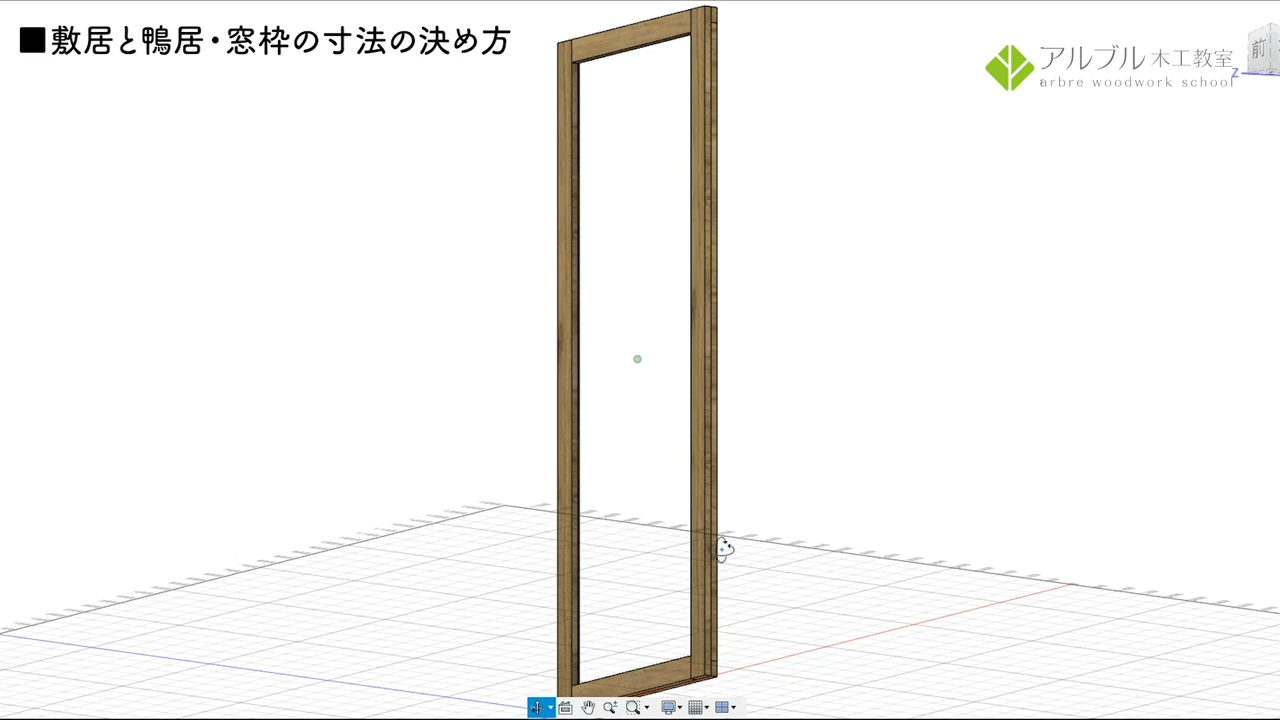 ■敷居と鴨居・窓枠の寸法の決め方
アルブル木工教室
arbre woodwork school
前
Z